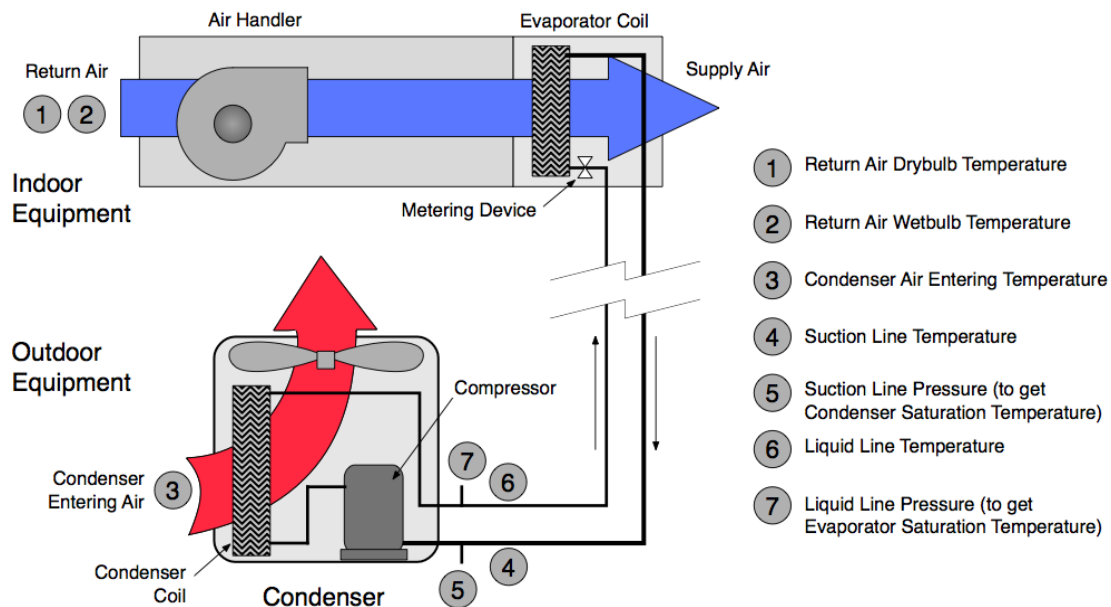 Air Handler
Evaporator Coil
Return Air
Supply Air
1 2
Indoor
Equipment
Metering Device
1 Return Air Drybulb Temperature
2 Return Air Wetbulb Temperature
3 Condenser Air Entering Temperature
4 Suction Line Temperature
5 Suction Line Pressure (to get
Condenser Saturation Temperature)
6 Liquid Line Temperature
7 Liquid Line Pressure (to get
Evaporator Saturation Temperature)
Outdoor
Equipment
Compressor
Condenser
Entering Air
3
7
6
Condenser
Coil
Condenser
5
4